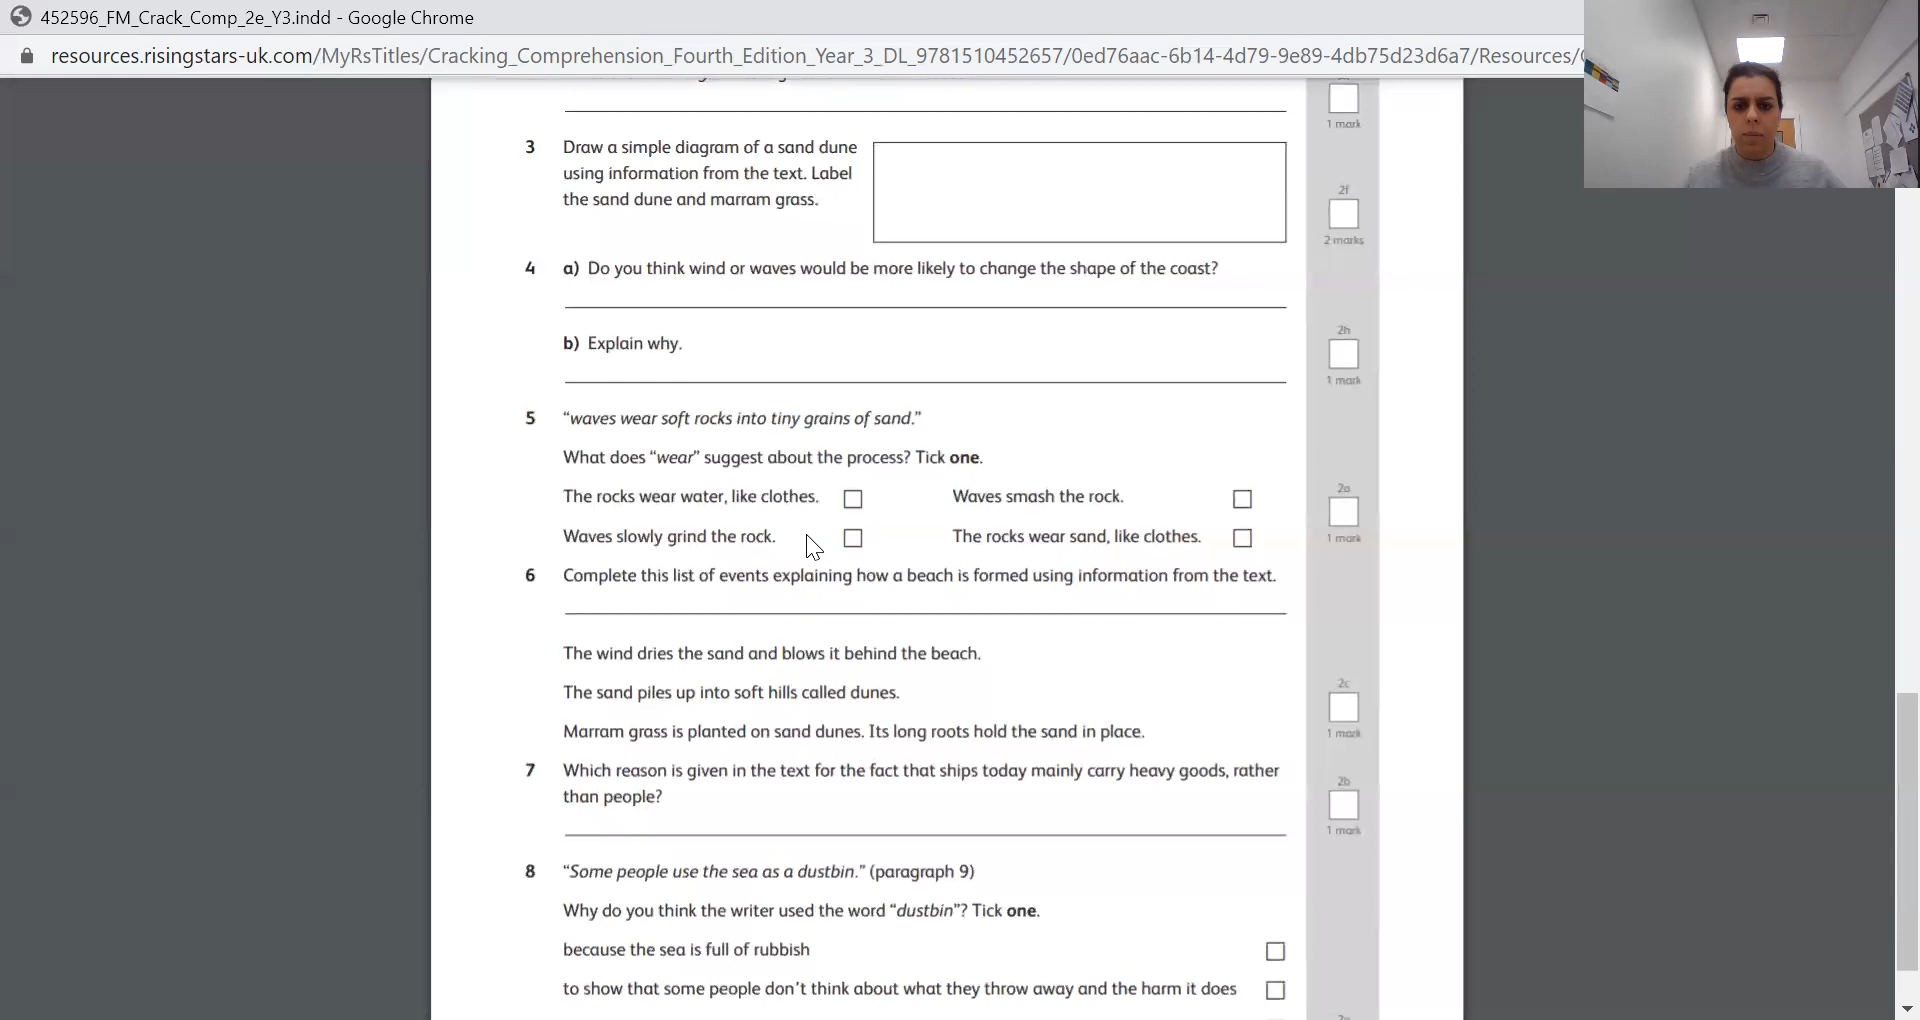 452596_FM_Crack_Comp_2e_Y3.indd - Google Chrome
resources.risingstars-uk.com/MyRsTitles/Cracking_Comprehension_Fourth_Edition_Year_3_DL_9781510452657/0ed76aac-6b14-4d79-9e89-4db75d23d6a7/Resources/
1 mark
3 Draw a simple diagram of a sand dune
using information from the text. Label
the sand dune and marram grass.
2f
2 marks
4 a) Do you think wind or waves would be more likely to change the shape of the coast?
2h
b) Explain why.
1 mark
5 “waves wear soft rocks into tiny grains of sand.”
What does “wear” suggest about the process? Tick one.
2a
The rocks wear water, like clothes. Waves smash the rock.
Waves slowly grind the rock. The rocks wear sand, like clothes.
1 mark
6 Complete this list of events explaining how a beach is formed using information from the text.
The wind dries the sand and blows it behind the beach.
2c
The sand piles up into soft hills called dunes.
Marram grass is planted on sand dunes. Its long roots hold the sand in place.
1 mark
7 Which reason is given in the text for the fact that ships today mainly carry heavy goods, rather
than people?
2b
1 mark
8 “Some people use the sea as a dustbin.” (paragraph 9)
Why do you think the writer used the word “dustbin”? Tick one.
because the sea is full of rubbish
to show that some people don’t think about what they throw away and the harm it does